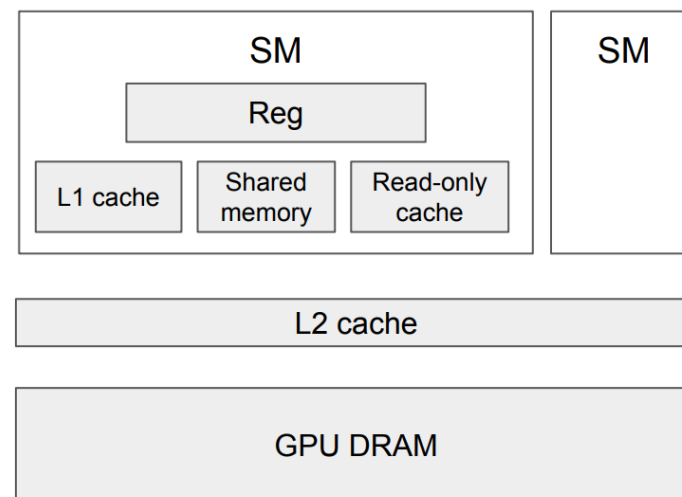 SM
SM
Reg
L1 cache
Shared
memory
Read-only
cache
L2 cache
GPU DRAM